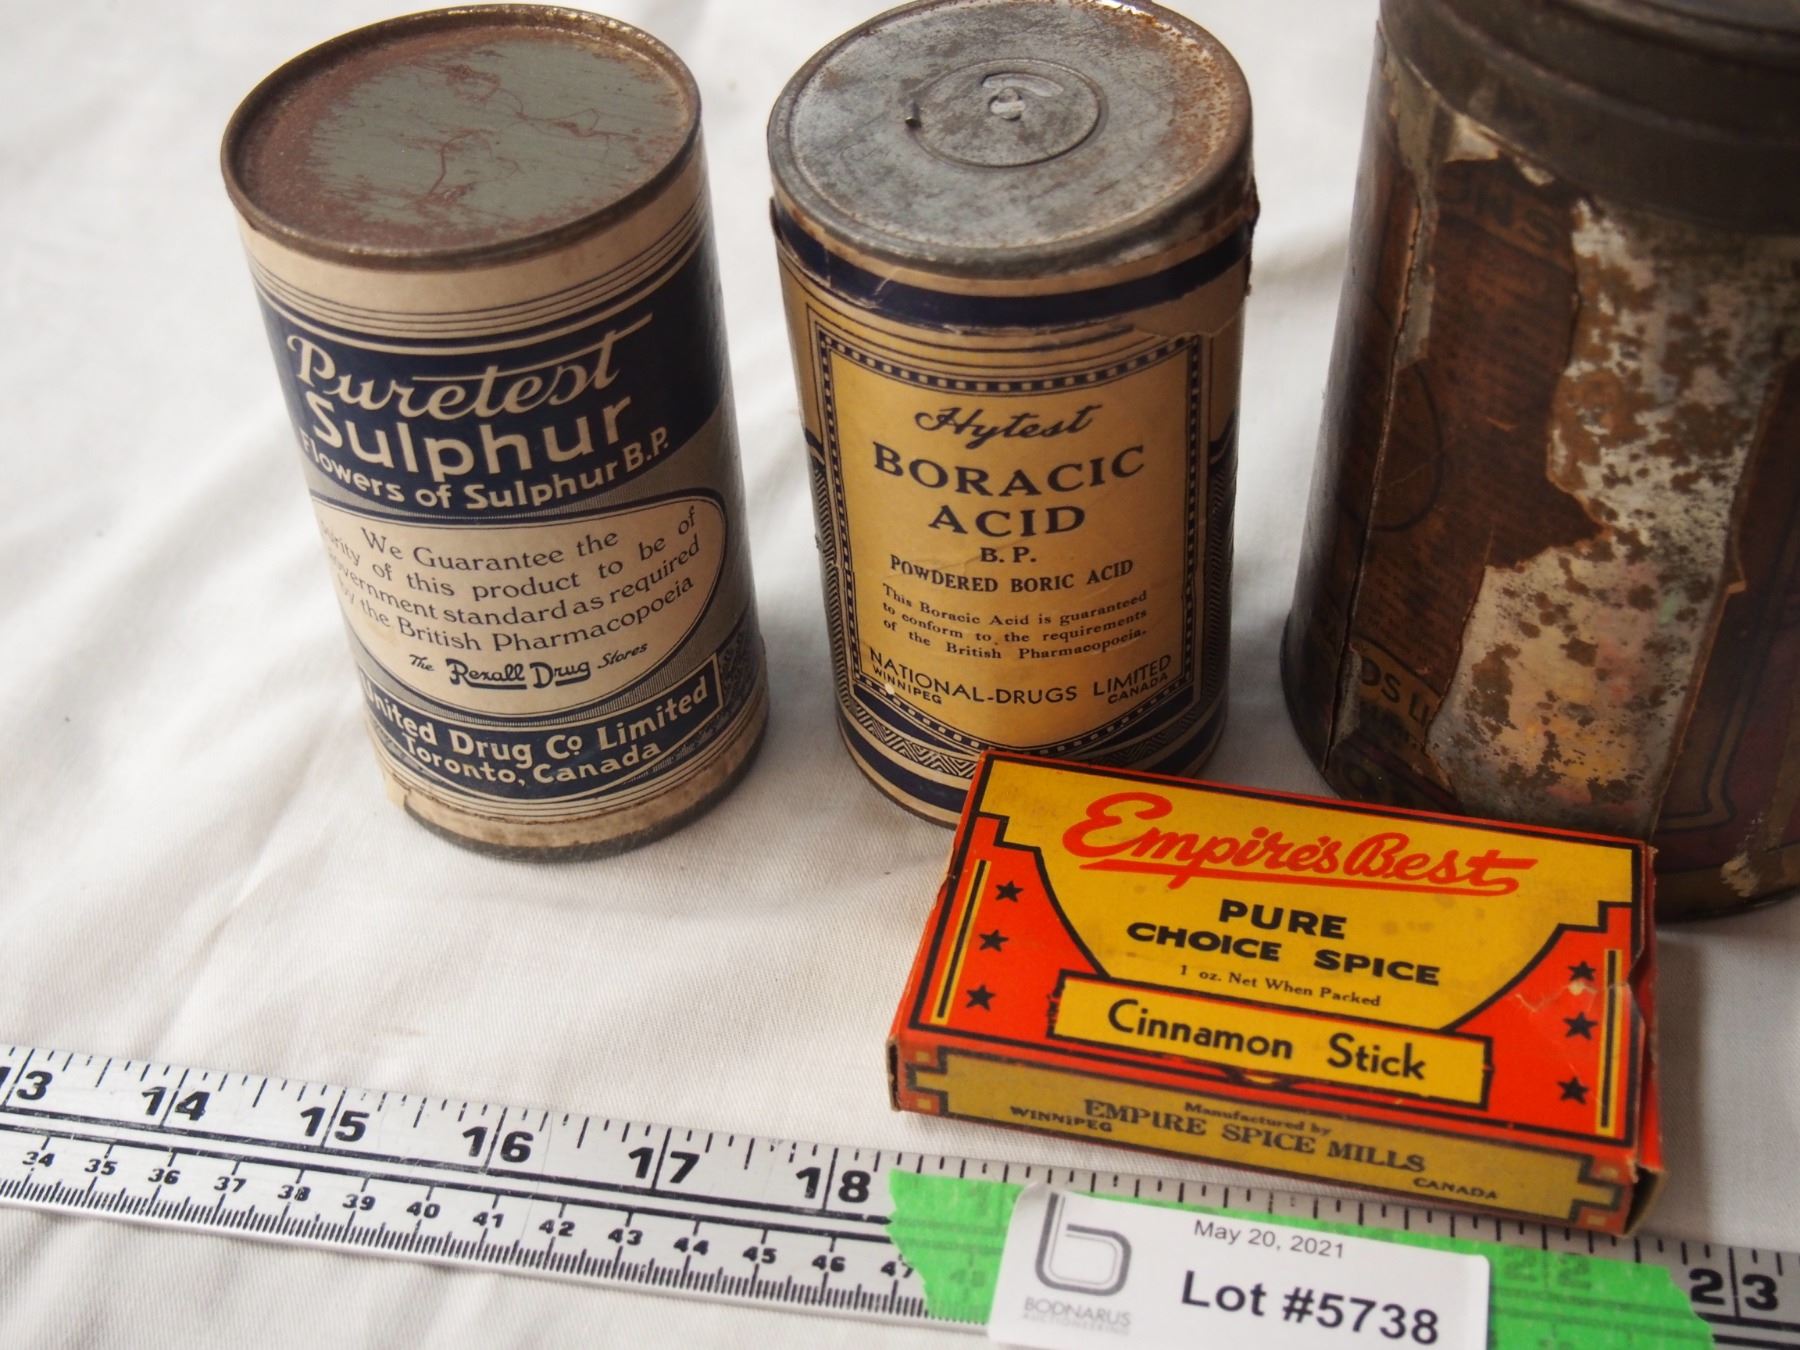 Puretest
Sulphur
Flowers of Sulphur B.P.
We Guarantee the
of this product to be of
standard as required
by the British Pharmacopoeia
The Rexall Drug Stores
United Drug Co Limited
Toronto, Canada
Hytest
BORACIC
ACID
B. P.
POWDERED BORIC ACID
This Boracic Acid is guaranteed
to conform to the requirements
of the British Pharmacopoeia.
NATIONAL-DRUGS LIMITED
WINNIPEG CANADA
Empire's Best
PURE
CHOICE SPICE
1 oz. Net When Packed
Cinnamon Stick
Manufactured by
EMPIRE SPICE MILLS
WINNIPEG CANADA
13 14 15 16 17 18 22 23
34 35 36 37 38 39 40 41 42 43 44 45 46 47 48
May 20, 2021
Lot #5738
BODNARUS
AUCTIONEERING